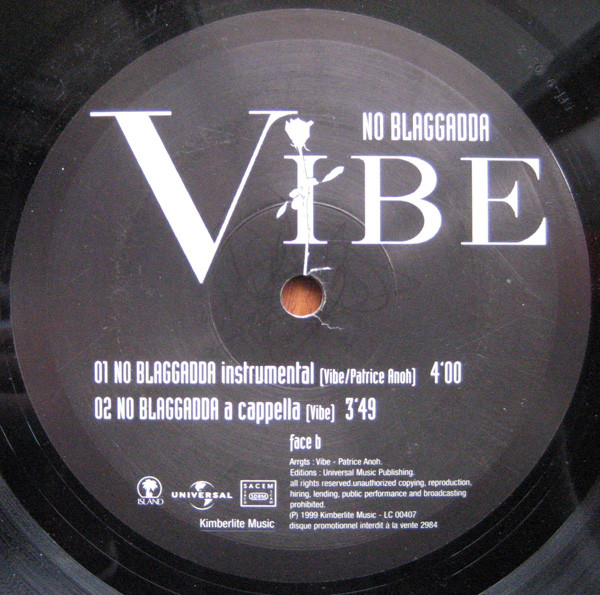 NO BLAGGADDA
VIBE
01 NO BLAGGADDA instrumental (Vibe/Patrice Anoh) 4'00
02 NO BLAGGADDA a cappella (Vibe) 3'49
face b
Arrgts : Vibe - Patrice Anoh.
Editions : Universal Music Publishing.
all rights reserved.unauthorized copying, reproduction,
hiring, lending, public performance and broadcasting
prohibited.
(P) 1999 Kimberlite Music - LC 00407
disque promotionnel interdit à la vente 2984
ISLAND
UNIVERSAL
SACEM
SDRM
Kimberlite Music